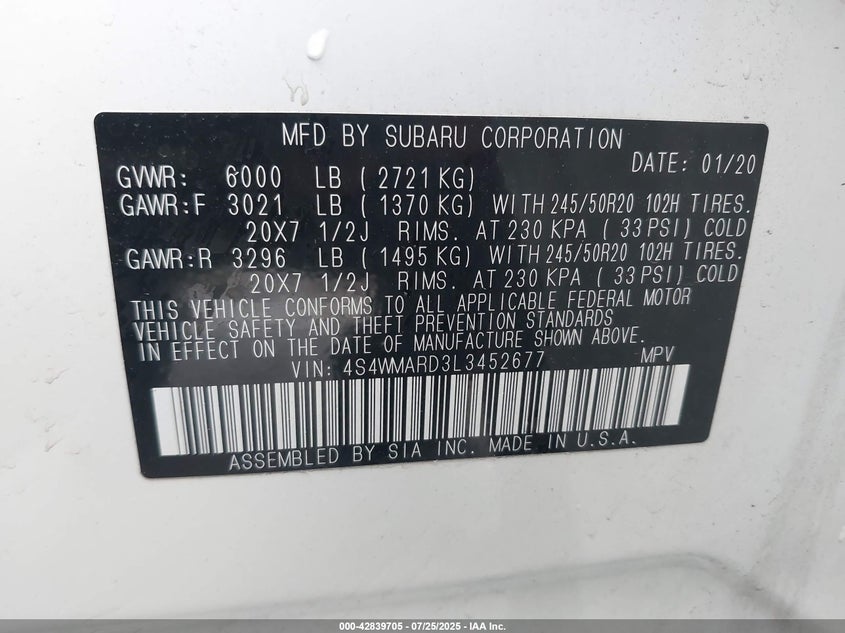 MFD BY SUBARU CORPORATION
DATE: 01/20
GVWR: 6000 LB ( 2721 KG)
GAWR:F 3021 LB ( 1370 KG) WITH 245/50R20 102H TIRES.
20X7 1/2J RIMS. AT 230 KPA ( 33 PSI) COLD
GAWR:R 3296 LB ( 1495 KG) WITH 245/50R20 102H TIRES.
20X7 1/2J RIMS. AT 230 KPA ( 33 PSI) COLD
THIS VEHICLE CONFORMS TO ALL APPLICABLE FEDERAL MOTOR
VEHICLE SAFETY AND THEFT PREVENTION STANDARDS
IN EFFECT ON THE DATE OF MANUFACTURE SHOWN ABOVE.
VIN: 4S4WMARD3L3452677 MPV
ASSEMBLED BY SIA INC. MADE IN U.S.A.
000-42839705 - 07/25/2025 - IAA Inc.